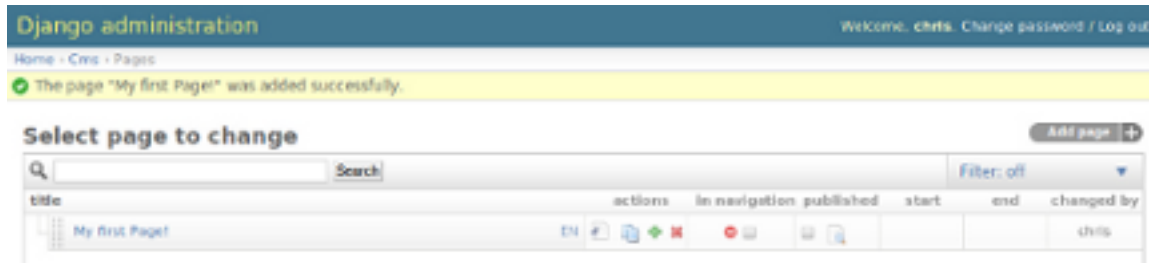 Django administration
Welcome, chris. Change password / Log out
Home › Cms › Pages
The page "My first Page!" was added successfully.
Select page to change
Add page
Search
Filter: off
title actions in navigation published start end changed by
My first Page! EN chris